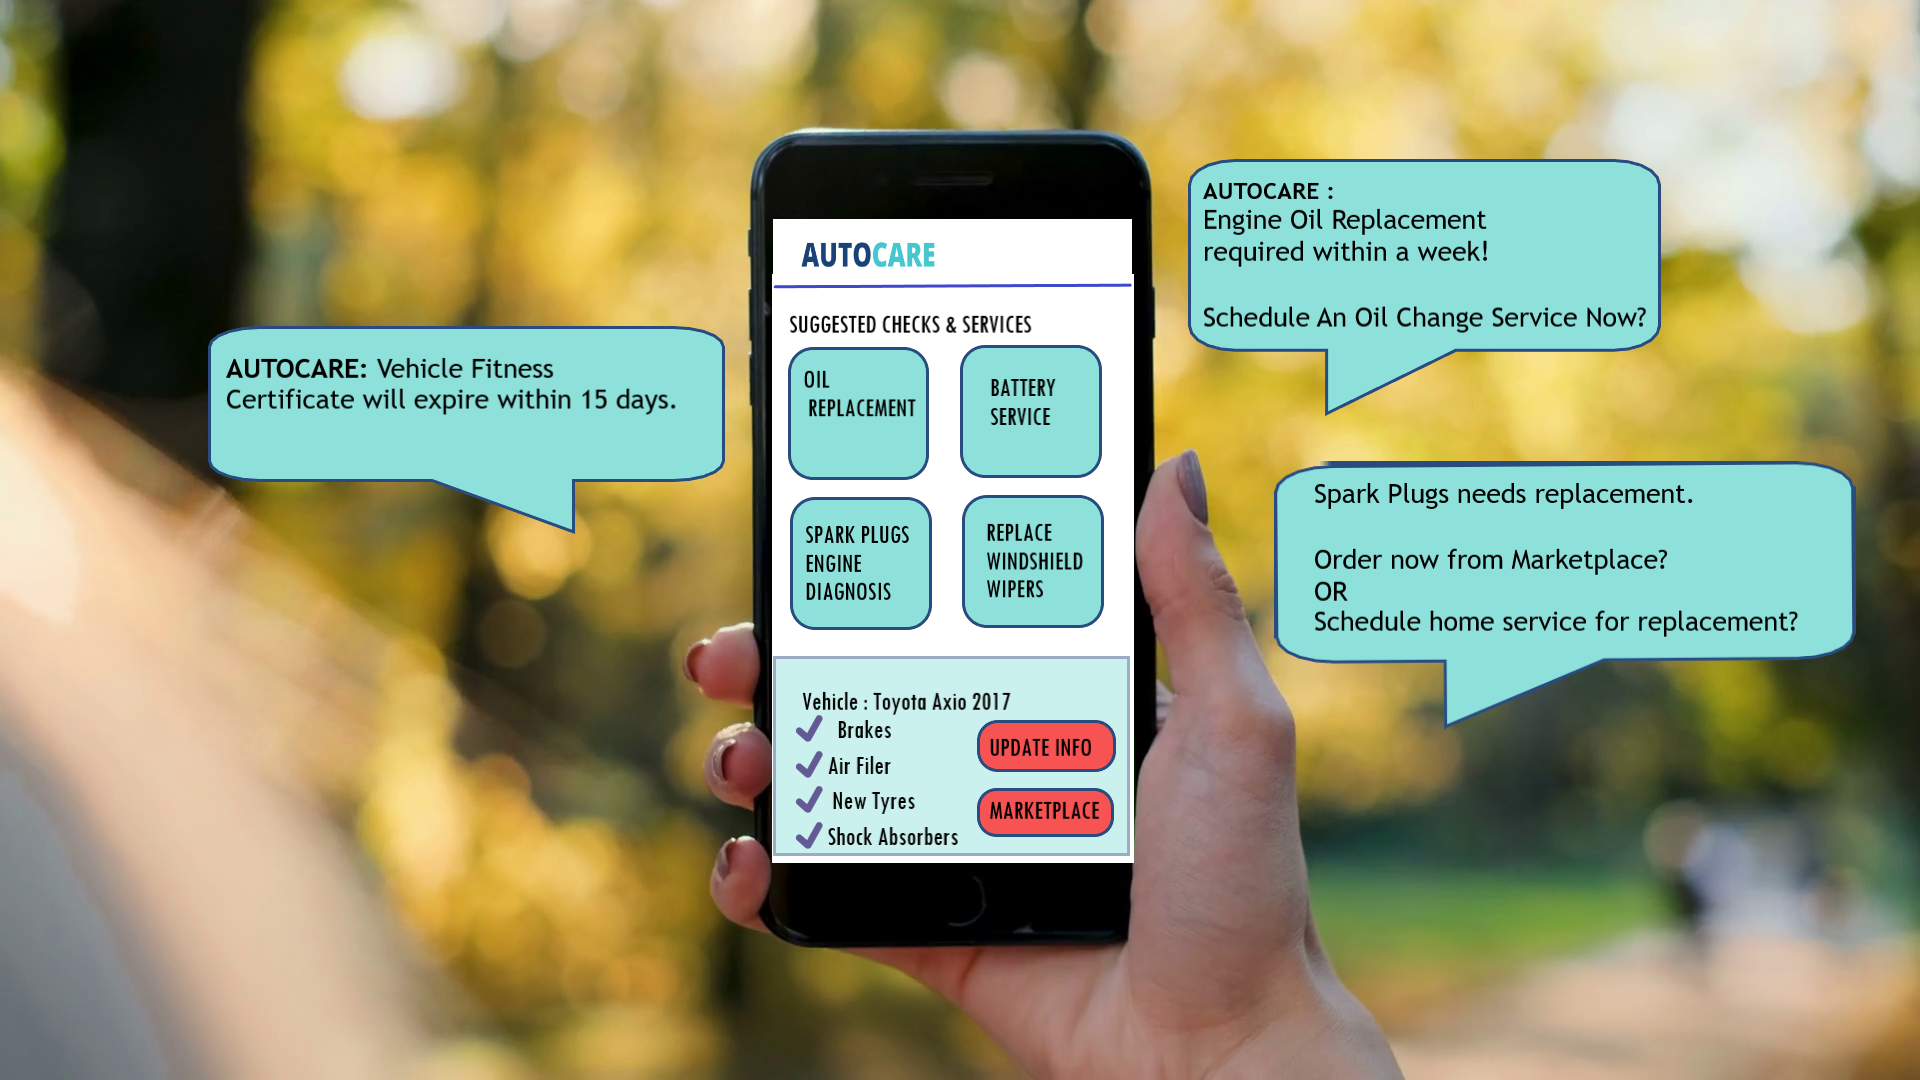 AUTOCARE
SUGGESTED CHECKS & SERVICES
OIL
REPLACEMENT
BATTERY
SERVICE
SPARK PLUGS
ENGINE
DIAGNOSIS
REPLACE
WINDSHIELD
WIPERS
Vehicle : Toyota Axio 2017
Brakes
Air Filer
New Tyres
Shock Absorbers
UPDATE INFO
MARKETPLACE
AUTOCARE: Vehicle Fitness
Certificate will expire within 15 days.
AUTOCARE :
Engine Oil Replacement
required within a week!
Schedule An Oil Change Service Now?
Spark Plugs needs replacement.
Order now from Marketplace?
OR
Schedule home service for replacement?